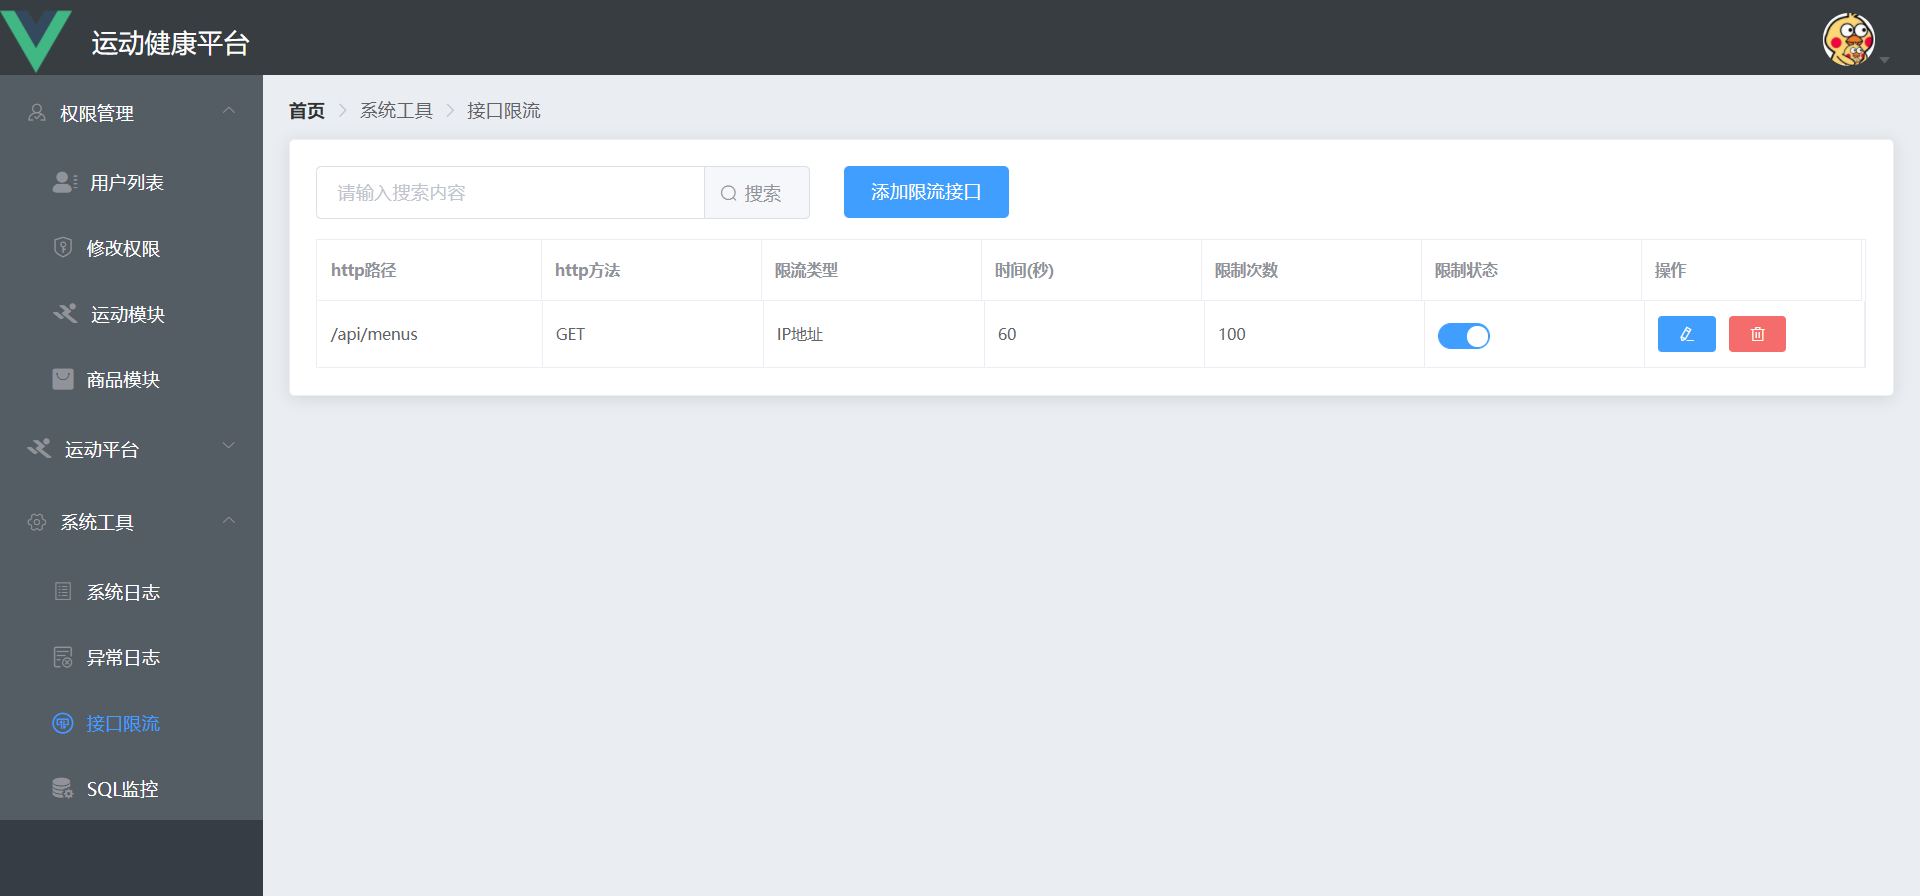 运动健康平台
权限管理
用户列表
修改权限
运动模块
商品模块
运动平台
系统工具
系统日志
异常日志
接口限流
SQL监控
首页 系统工具 接口限流
请输入搜索内容 搜索 添加限流接口
http路径 http方法 限流类型 时间(秒) 限制次数 限制状态 操作
/api/menus GET IP地址 60 100